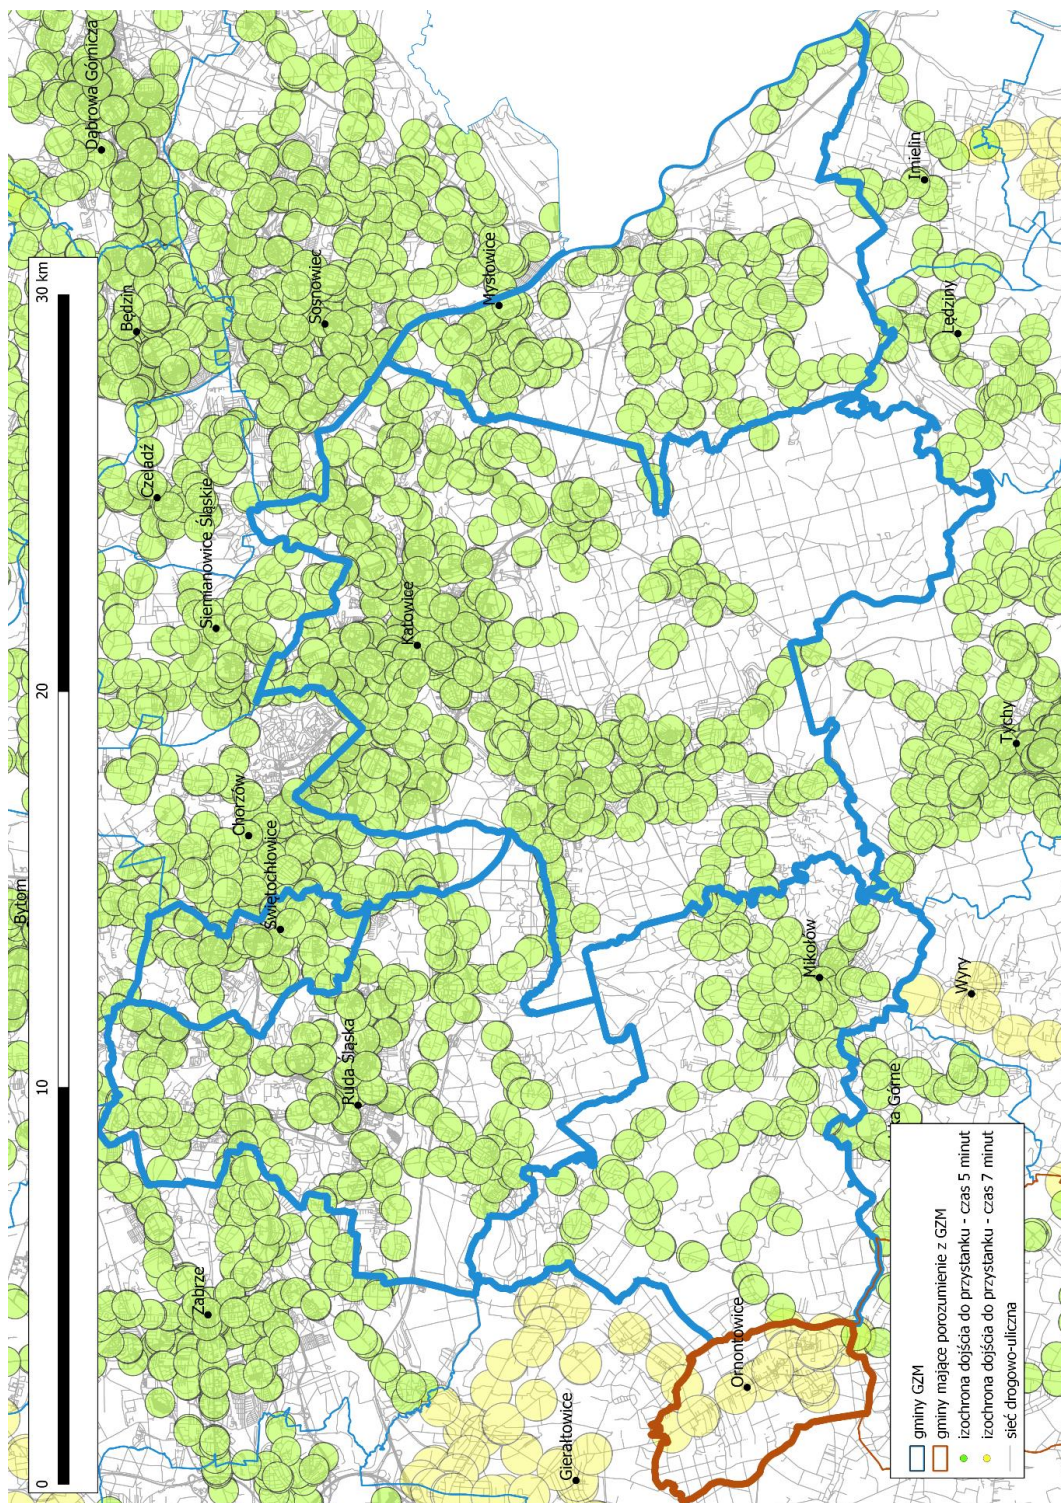 Bytom
0 10 20 30 km
Dąbrowa Górnicza
Będzin
Czeladź
Zabrze
Siemianowice Śląskie
Chorzów
Świętochłowice
Sosnowiec
Ruda Śląska
Katowice
Mysłowice
Gierałtowice
Ornontowice
Mikołów
ka Górne
Imielin
Lędziny
Wyry
Tychy
gminy GZM
gminy mające porozumienie z GZM
izochrona dojścia do przystanku - czas 5 minut
izochrona dojścia do przystanku - czas 7 minut
sieć drogowo-uliczna